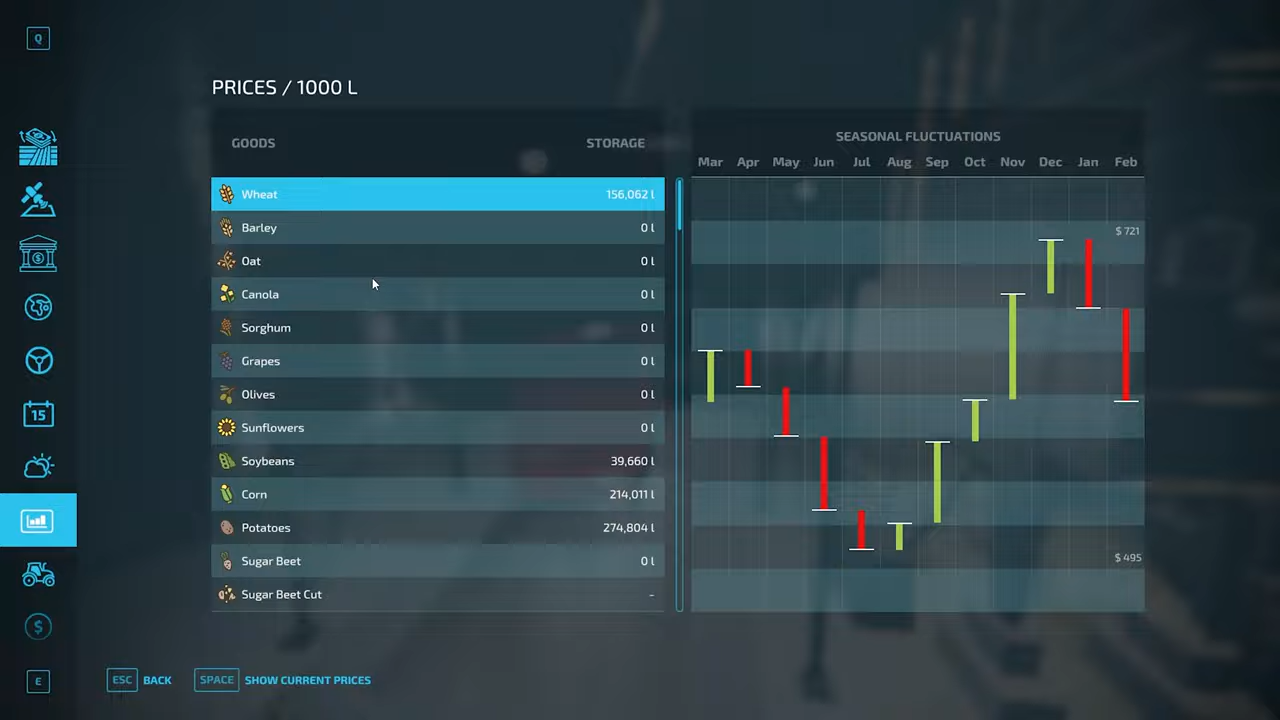 Q
PRICES / 1000 L
GOODS STORAGE
SEASONAL FLUCTUATIONS
Mar Apr May Jun Jul Aug Sep Oct Nov Dec Jan Feb
Wheat 156,062 l
Barley 0 l
$ 721
Oat 0 l
Canola 0 l
Sorghum 0 l
Grapes 0 l
Olives 0 l
15
Sunflowers 0 l
Soybeans 39,660 l
Corn 214,011 l
Potatoes 274,804 l
Sugar Beet 0 l
$ 495
Sugar Beet Cut -
$
E
ESC BACK SPACE SHOW CURRENT PRICES